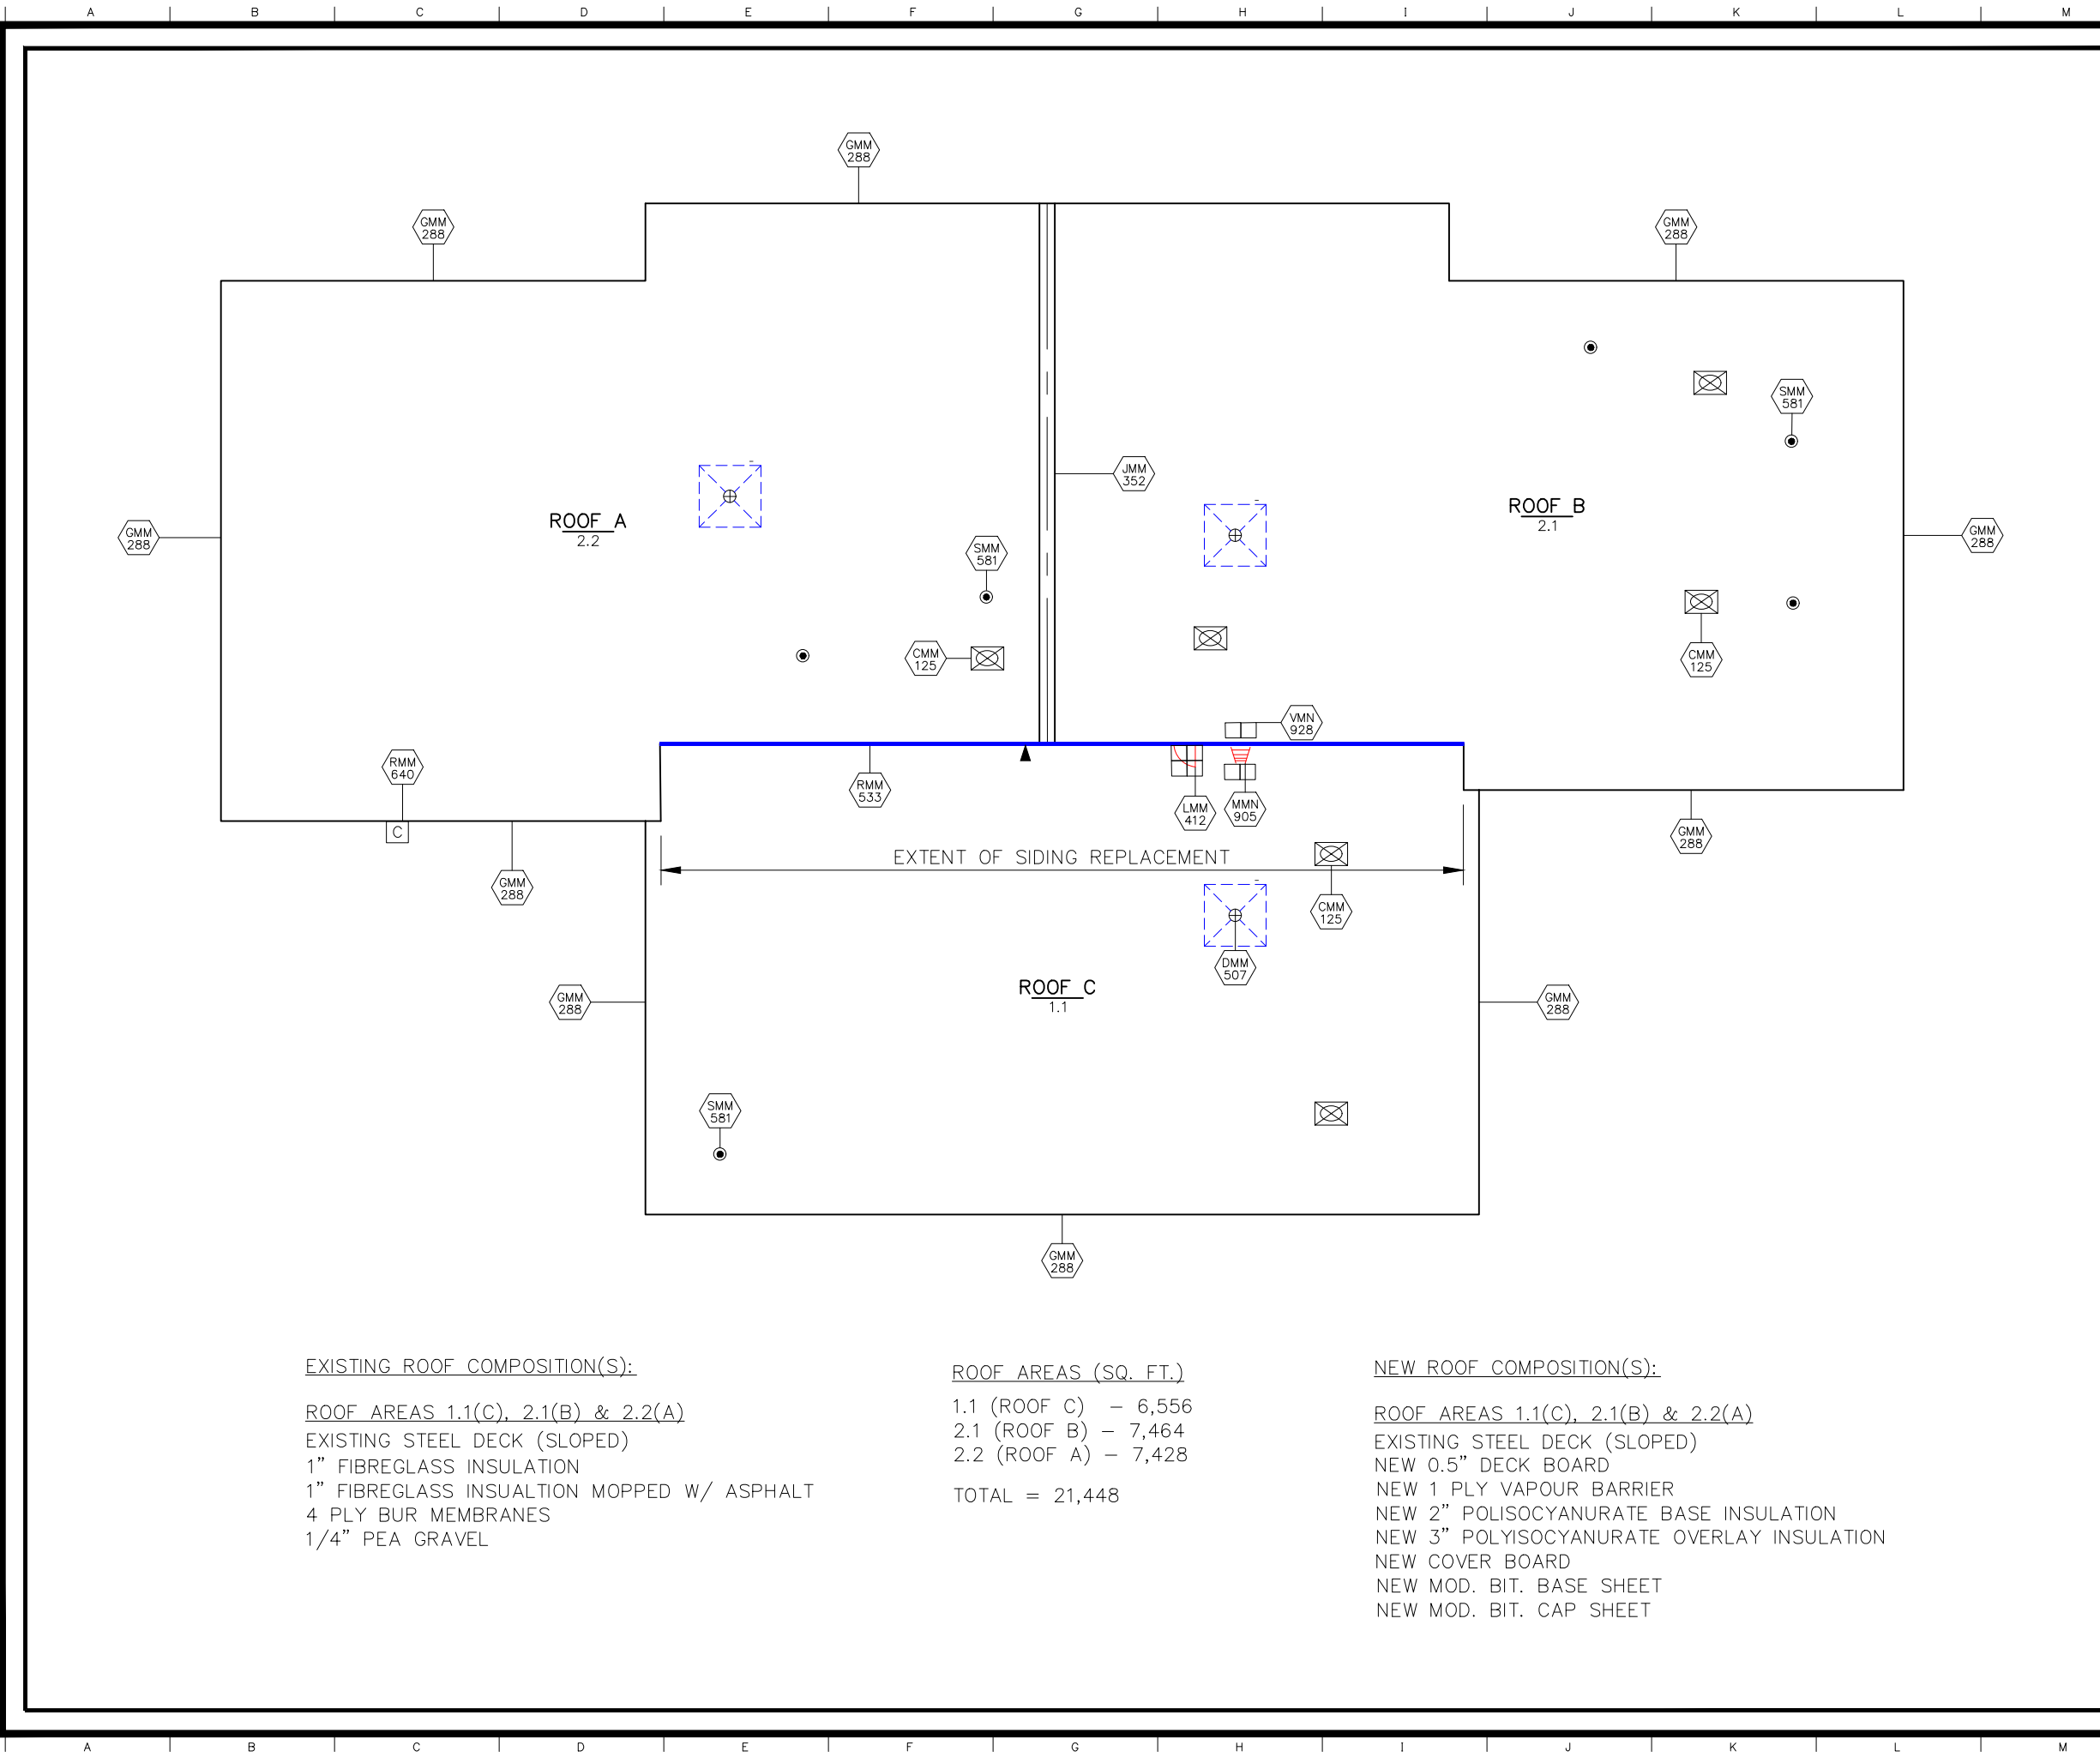 A B C D E F G H I J K L M
GMM
288
GMM
288
GMM
288
SMM
581
JMM
352
ROOF A
2.2
ROOF B
2.1
GMM
288
GMM
288
SMM
581
CMM
125
CMM
125
VMN
928
RMM
640
C
RMM
533
LMM
412
MMN
905
GMM
288
EXTENT OF SIDING REPLACEMENT
GMM
288
CMM
125
DMM
507
ROOF C
1.1
GMM
288
GMM
288
SMM
581
GMM
288
EXISTING ROOF COMPOSITION(S):
ROOF AREAS 1.1(C), 2.1(B) & 2.2(A)
EXISTING STEEL DECK (SLOPED)
1" FIBREGLASS INSULATION
1" FIBREGLASS INSUALTION MOPPED W/ ASPHALT
4 PLY BUR MEMBRANES
1/4" PEA GRAVEL
ROOF AREAS (SQ. FT.)
1.1 (ROOF C) – 6,556
2.1 (ROOF B) – 7,464
2.2 (ROOF A) – 7,428
TOTAL = 21,448
NEW ROOF COMPOSITION(S):
ROOF AREAS 1.1(C), 2.1(B) & 2.2(A)
EXISTING STEEL DECK (SLOPED)
NEW 0.5" DECK BOARD
NEW 1 PLY VAPOUR BARRIER
NEW 2" POLISOCYANURATE BASE INSULATION
NEW 3" POLYISOCYANURATE OVERLAY INSULATION
NEW COVER BOARD
NEW MOD. BIT. BASE SHEET
NEW MOD. BIT. CAP SHEET
A B C D E F G H I J K L M